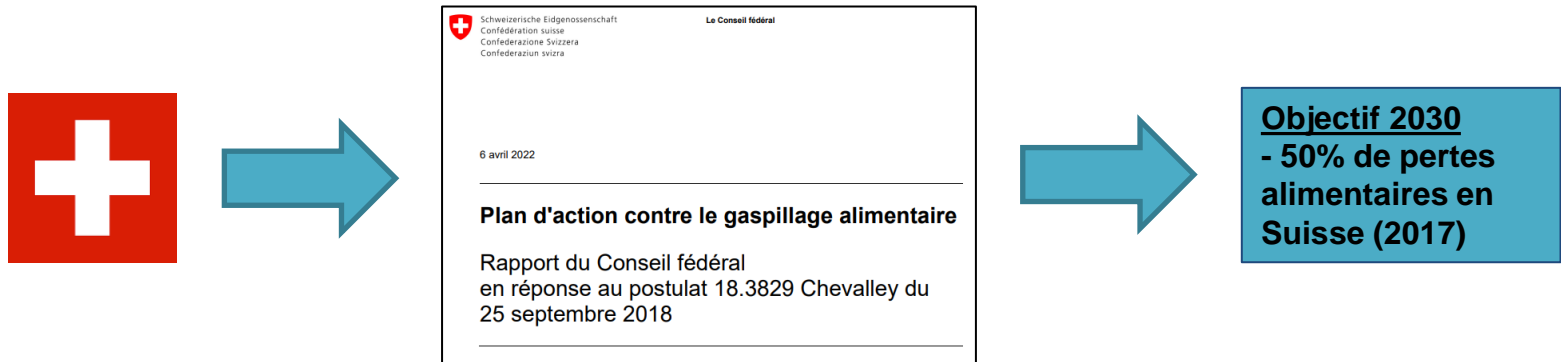 Schweizerische Eidgenossenschaft
Confédération suisse
Confederazione Svizzera
Confederaziun svizra
Le Conseil fédéral
6 avril 2022
Plan d'action contre le gaspillage alimentaire
Rapport du Conseil fédéral
en réponse au postulat 18.3829 Chevalley du
25 septembre 2018
Objectif 2030
- 50% de pertes
alimentaires en
Suisse (2017)